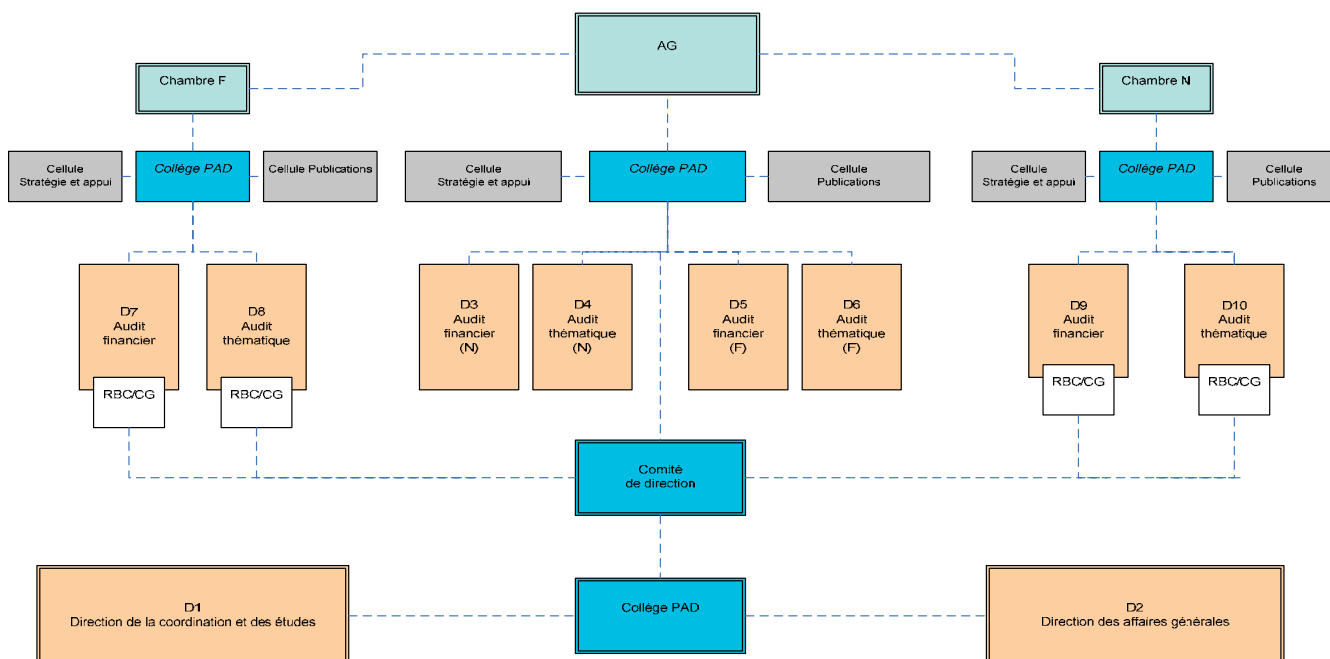 AG
Chambre F
Chambre N
Cellule
Stratégie et appui
Collège PAD
Cellule Publications
Cellule
Stratégie et appui
Collège PAD
Cellule
Publications
Cellule
Stratégie et appui
Collège PAD
Cellule
Publications
D7
Audit
financier
D8
Audit
thématique
D3
Audit
financier
(N)
D4
Audit
thématique
(N)
D5
Audit
financier
(F)
D6
Audit
thématique
(F)
D9
Audit
financier
D10
Audit
thématique
RBC/CG
RBC/CG
RBC/CG
RBC/CG
Comité
de direction
D1
Direction de la coordination et des études
Collège PAD
D2
Direction des affaires générales